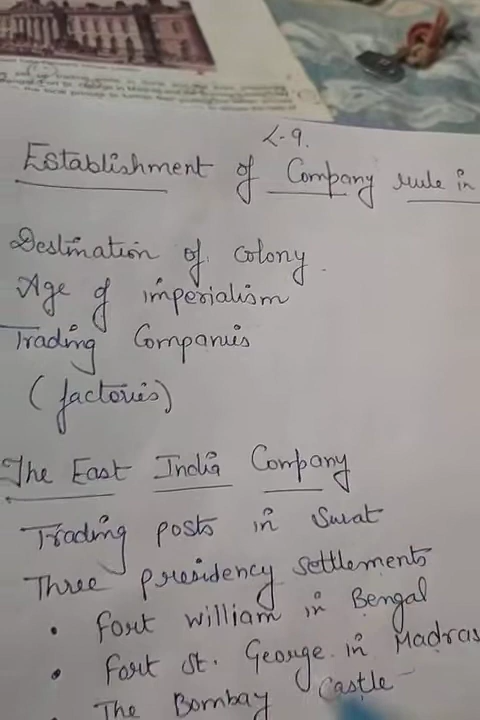 L-9.
Establishment of Company rule in
Destination of colony.
Age of imperialism
Trading Companies
(factories)
The East India Company
Trading posts in Surat
Three presidency settlements
• Fort William in Bengal
• Fort St. George in Madras
The Bombay Castle